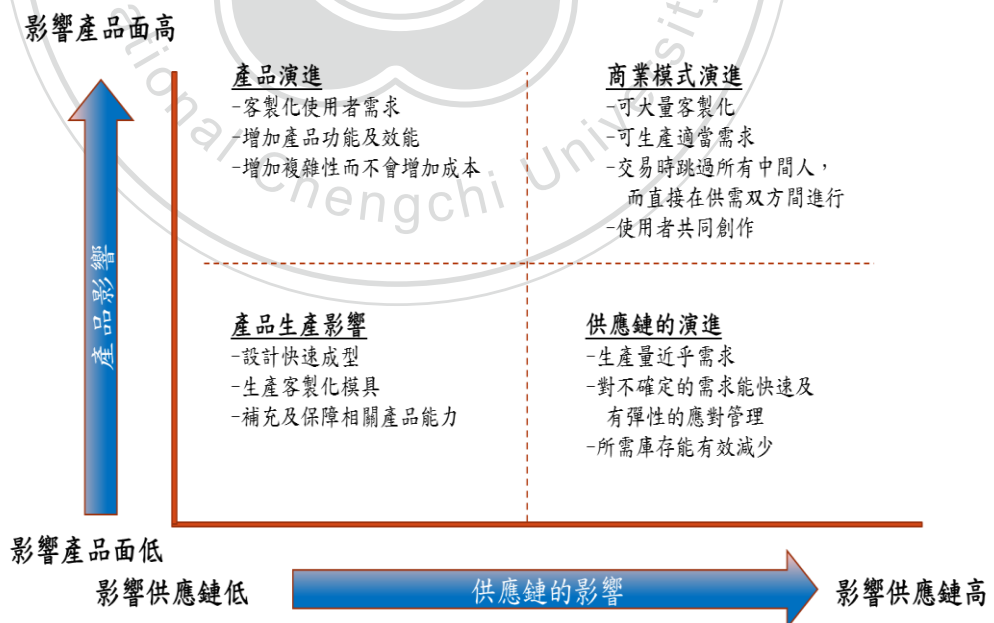 影響產品面高
ational Chengchi University
產品演進
-客製化使用者需求
-增加產品功能及效能
-增加複雜性而不會增加成本
商業模式演進
-可大量客製化
-可生產適當需求
-交易時跳過所有中間人，
而直接在供需双方間進行
-使用者共同創作
產品影響
產品生產影響
-設計快速成型
-生產客製化模具
-補充及保障相關產品能力
供應鏈的演進
-生產量近乎需求
-對不確定的需求能快速及
有彈性的應對管理
-所需庫存能有效減少
影響產品面低
影響供應鏈低
供應鏈的影響
影響供應鏈高